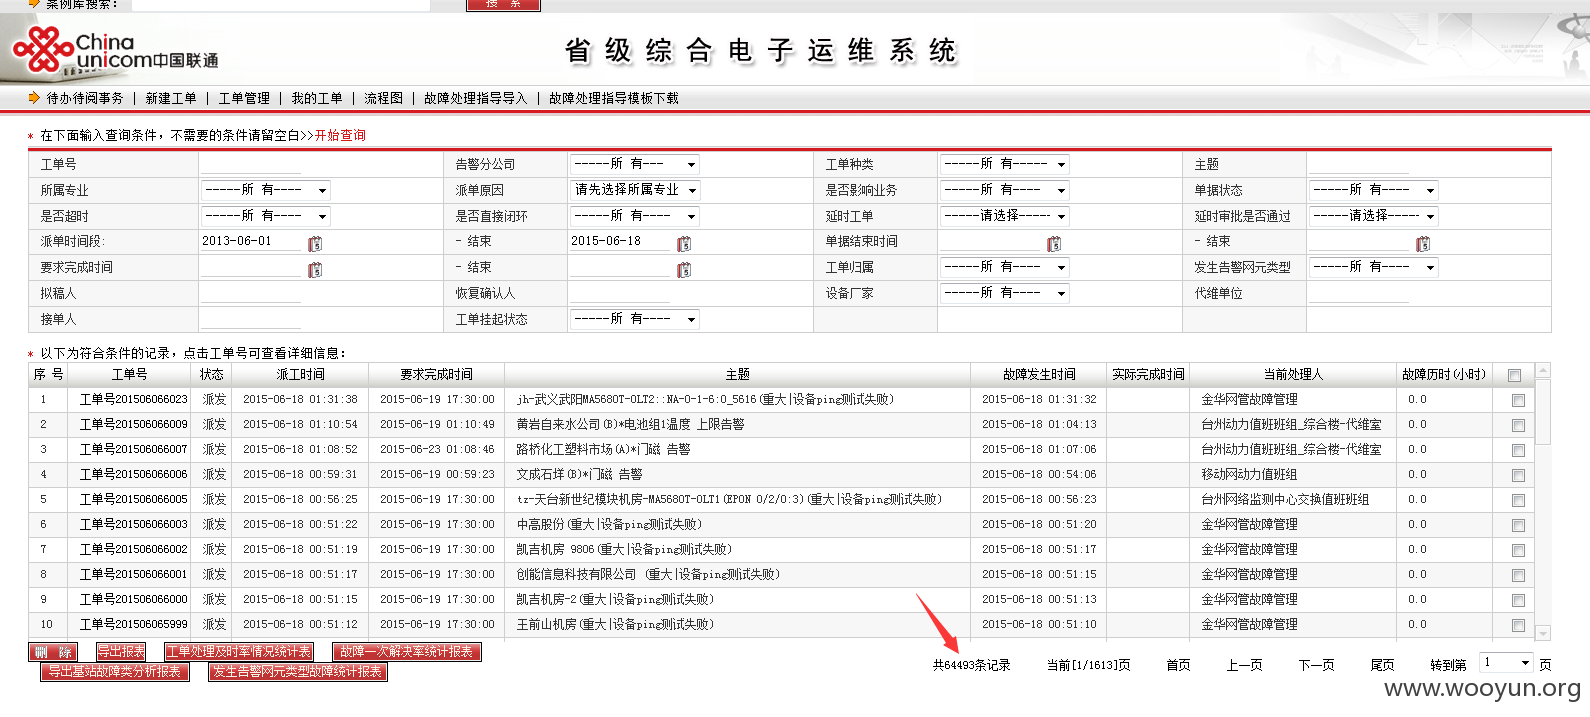 案例库搜索：  搜 索
China unicom中国联通
省级综合电子运维系统
待办待阅事务 | 新建工单 | 工单管理 | 我的工单 | 流程图 | 故障处理指导导入 | 故障处理指导模板下载
* 在下面输入查询条件，不需要的条件请留空白>>开始查询
工单号  告警分公司 -----所 有---  工单种类 -----所 有----  主题
所属专业 -----所 有----  派单原因 请先选择所属专业  是否影响业务 -----所 有----  单据状态 -----所 有----
是否超时 -----所 有----  是否直接闭环 -----所 有----  延时工单 -----请选择-----  延时审批是否通过 -----请选择-----
派单时间段: 2013-06-01  - 结束 2015-06-18  单据结束时间  - 结束
要求完成时间  - 结束  工单归属 -----所 有----  发生告警网元类型 -----所 有----
拟稿人  恢复确认人  设备厂家 -----所 有----  代维单位
接单人  工单挂起状态 -----所 有----
* 以下为符合条件的记录，点击工单号可查看详细信息：
序 号  工单号  状态  派工时间  要求完成时间  主题  故障发生时间  实际完成时间  当前处理人  故障历时(小时)
1  工单号201506066023  派发  2015-06-18 01:31:38  2015-06-19 17:30:00  jh-武义武阳MA5680T-OLT2::NA-0-1-6:0_5616(重大|设备ping测试失败)  2015-06-18 01:31:32  金华网管故障管理  0.0
2  工单号201506066009  派发  2015-06-18 01:10:54  2015-06-19 01:10:49  黄岩自来水公司(B)*电池组1温度 上限告警  2015-06-18 01:04:13  台州动力值班班组_综合楼-代维室  0.0
3  工单号201506066007  派发  2015-06-18 01:08:52  2015-06-23 01:08:46  路桥化工塑料市场(A)*门磁 告警  2015-06-18 01:07:06  台州动力值班班组_综合楼-代维室  0.0
4  工单号201506066006  派发  2015-06-18 00:59:31  2015-06-19 00:59:23  文成石垟(B)*门磁 告警  2015-06-18 00:54:06  移动网动力值班组  0.0
5  工单号201506066005  派发  2015-06-18 00:56:25  2015-06-19 17:30:00  tz-天台新世纪模块机房-MA5680T-OLT1(EPON 0/2/0:3)(重大|设备ping测试失败)  2015-06-18 00:56:23  台州网络监测中心交换值班班组  0.0
6  工单号201506066003  派发  2015-06-18 00:51:22  2015-06-19 17:30:00  中高股份(重大|设备ping测试失败)  2015-06-18 00:51:20  金华网管故障管理  0.0
7  工单号201506066002  派发  2015-06-18 00:51:19  2015-06-19 17:30:00  凯吉机房 9806(重大|设备ping测试失败)  2015-06-18 00:51:17  金华网管故障管理  0.0
8  工单号201506066001  派发  2015-06-18 00:51:17  2015-06-19 17:30:00  创能信息科技有限公司 (重大|设备ping测试失败)  2015-06-18 00:51:15  金华网管故障管理  0.0
9  工单号201506066000  派发  2015-06-18 00:51:15  2015-06-19 17:30:00  凯吉机房-2(重大|设备ping测试失败)  2015-06-18 00:51:13  金华网管故障管理  0.0
10  工单号201506065999  派发  2015-06-18 00:51:12  2015-06-19 17:30:00  王前山机房(重大|设备ping测试失败)  2015-06-18 00:51:10  金华网管故障管理  0.0
删 除  导出报表  工单处理及时率情况统计表  故障一次解决率统计报表
导出基站故障类分析报表  发生告警网元类型故障统计报表
共64493条记录  当前[1/1613]页  首页  上一页  下一页  尾页  转到第 1 页
www.wooyun.org